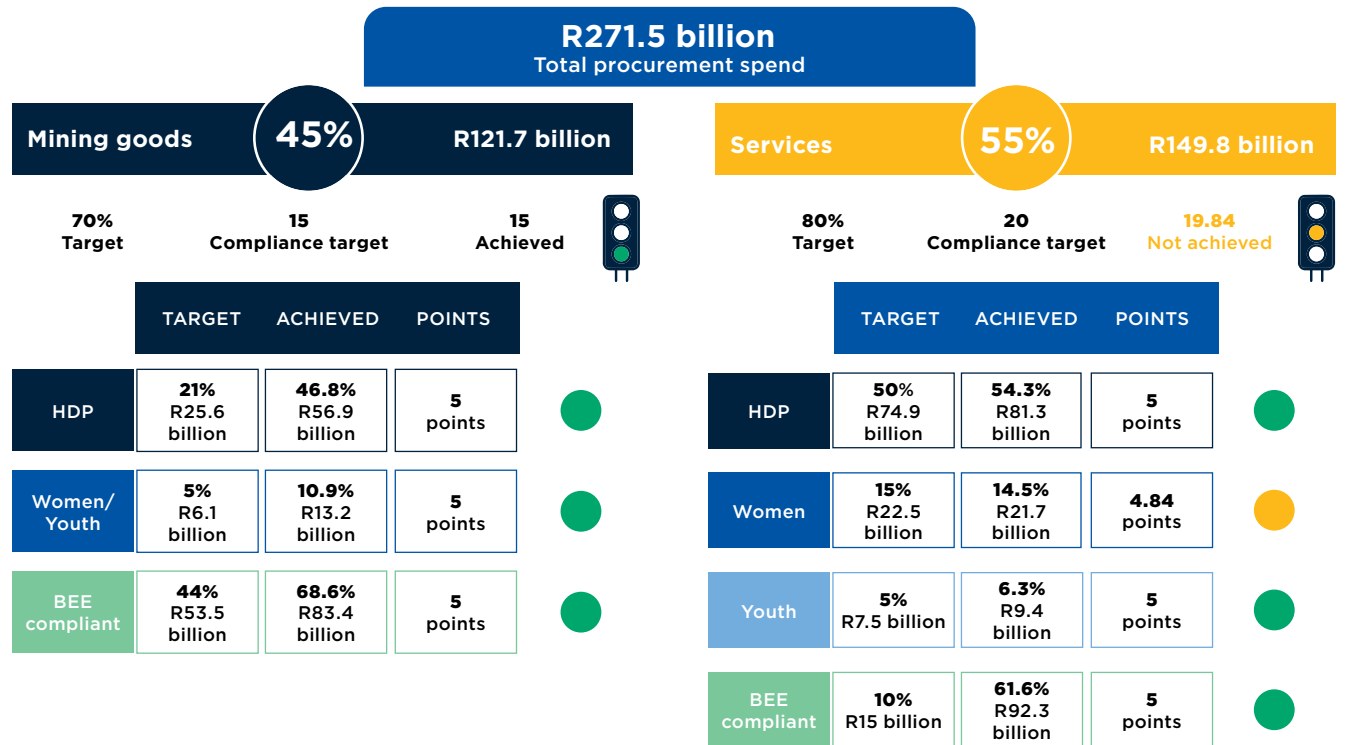 R271.5 billion
Total procurement spend
Mining goods
45%
R121.7 billion
70%
Target
15
Compliance target
15
Achieved
TARGET
ACHIEVED
POINTS
HDP
21%
R25.6
billion
46.8%
R56.9
billion
5
points
Women/
Youth
5%
R6.1
billion
10.9%
R13.2
billion
5
points
BEE
compliant
44%
R53.5
billion
68.6%
R83.4
billion
5
points
Services
55%
R149.8 billion
80%
Target
20
Compliance target
19.84
Not achieved
TARGET
ACHIEVED
POINTS
HDP
50%
R74.9
billion
54.3%
R81.3
billion
5
points
Women
15%
R22.5
billion
14.5%
R21.7
billion
4.84
points
Youth
5%
R7.5 billion
6.3%
R9.4
billion
5
points
BEE
compliant
10%
R15 billion
61.6%
R92.3
billion
5
points